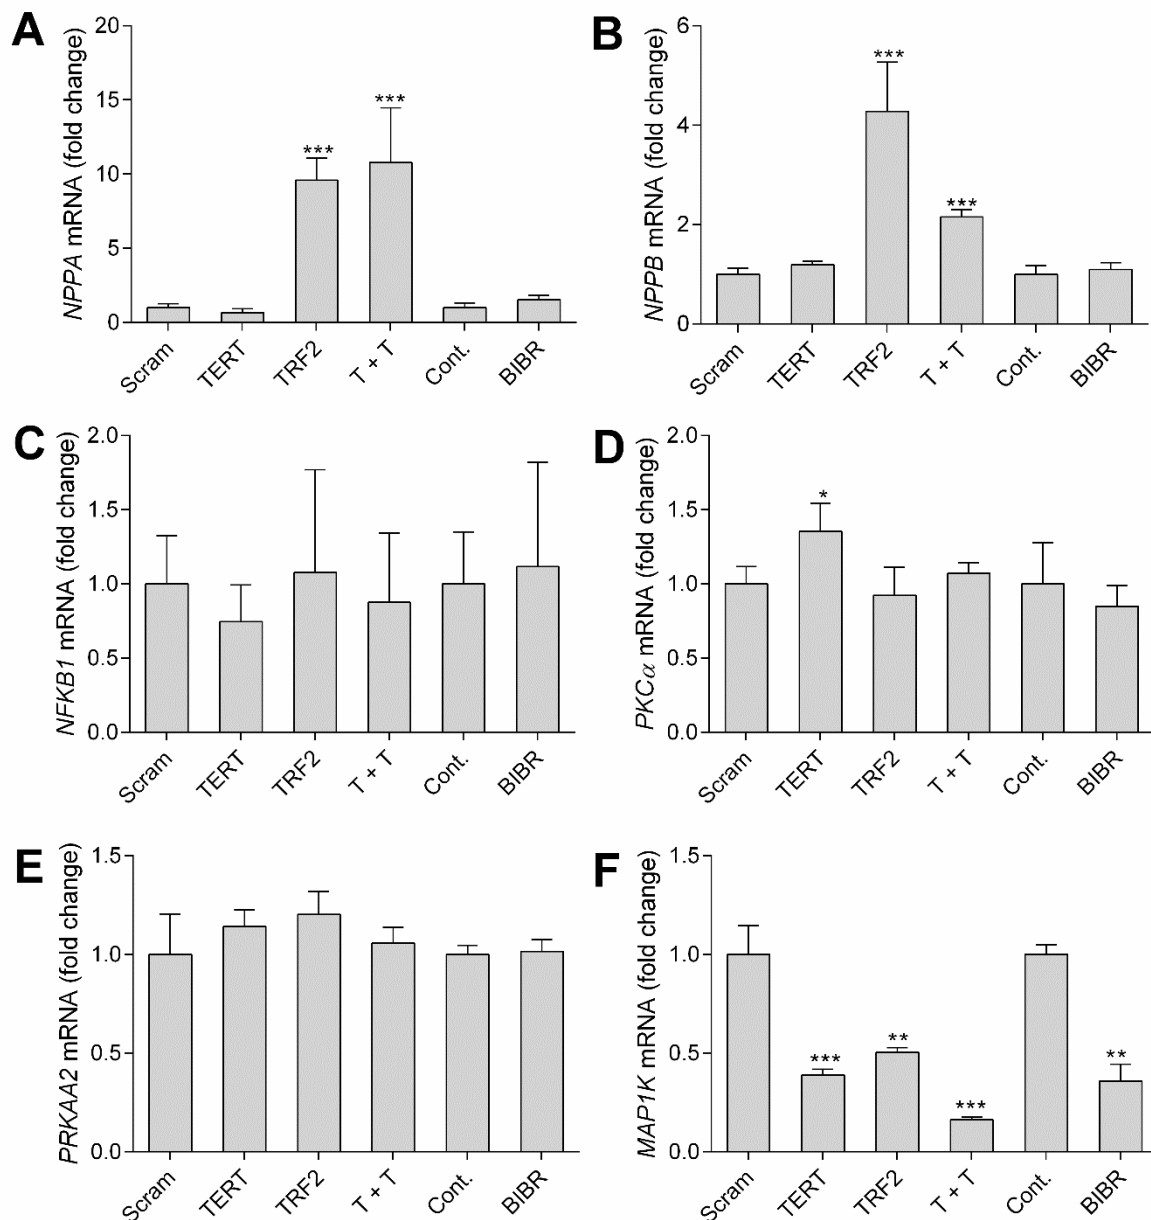 A
NPPA mRNA (fold change)
20
15
10
5
0
***
***
Scram
TERT
TRF2
T + T
Cont.
BIBR
B
NPPB mRNA (fold change)
6
4
2
0
***
***
Scram
TERT
TRF2
T + T
Cont.
BIBR
C
NFKB1 mRNA (fold change)
2.0
1.5
1.0
0.5
0.0
Scram
TERT
TRF2
T + T
Cont.
BIBR
D
PKCα mRNA (fold change)
2.0
1.5
1.0
0.5
0.0
*
Scram
TERT
TRF2
T + T
Cont.
BIBR
E
PRKAA2 mRNA (fold change)
1.5
1.0
0.5
0.0
Scram
TERT
TRF2
T + T
Cont.
BIBR
F
MAP1K mRNA (fold change)
1.5
1.0
0.5
0.0
***
**
***
**
Scram
TERT
TRF2
T + T
Cont.
BIBR